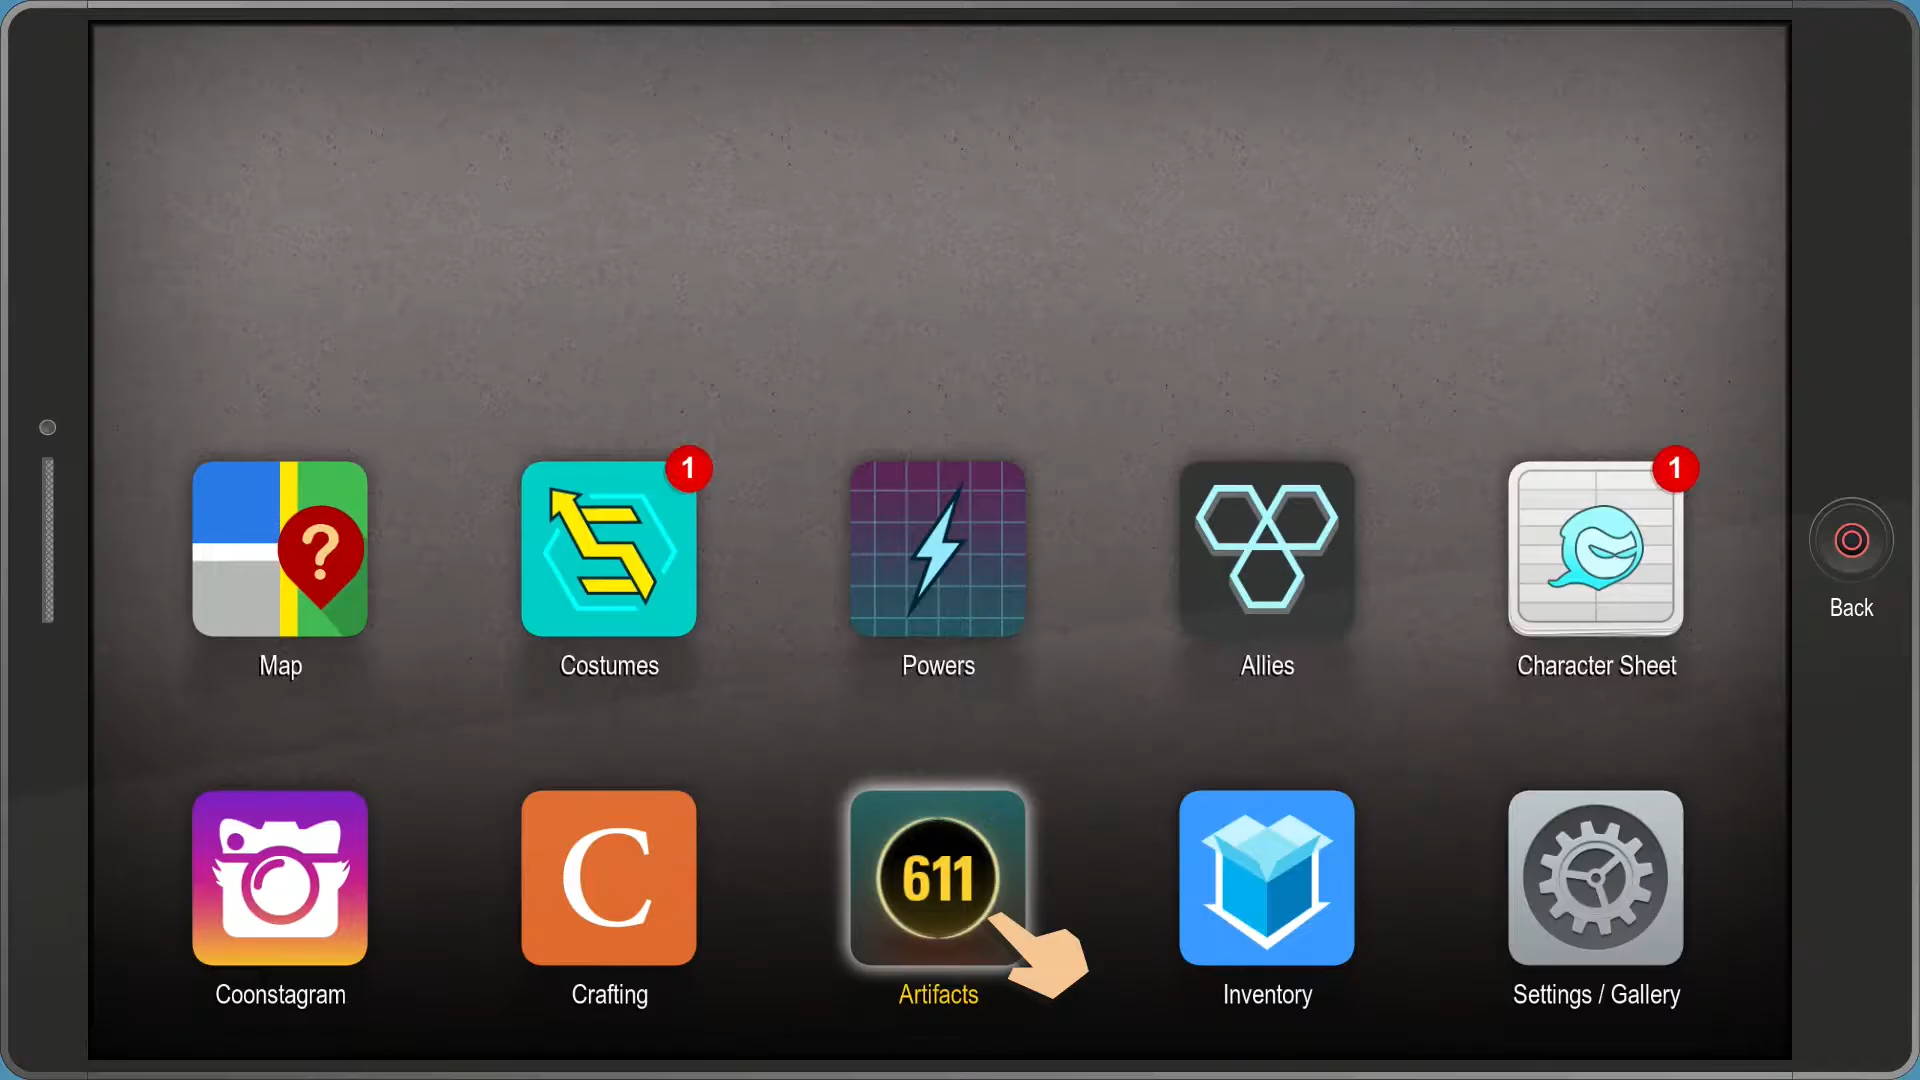 1
1
?
Map
Costumes
Powers
Allies
Character Sheet
Back
C
611
Coonstagram
Crafting
Artifacts
Inventory
Settings / Gallery